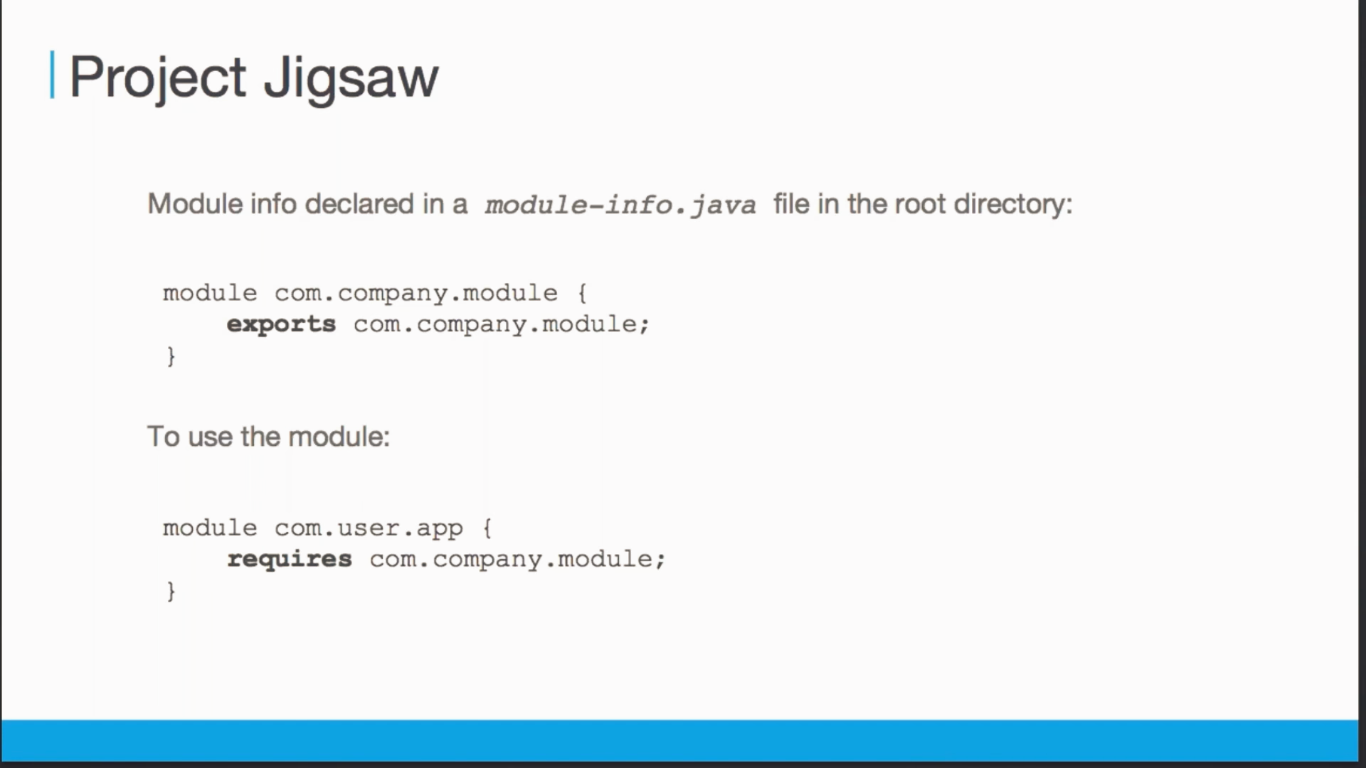 Project Jigsaw
Module info declared in a module-info.java file in the root directory:
module com.company.module {
exports com.company.module;
}
To use the module:
module com.user.app {
requires com.company.module;
}